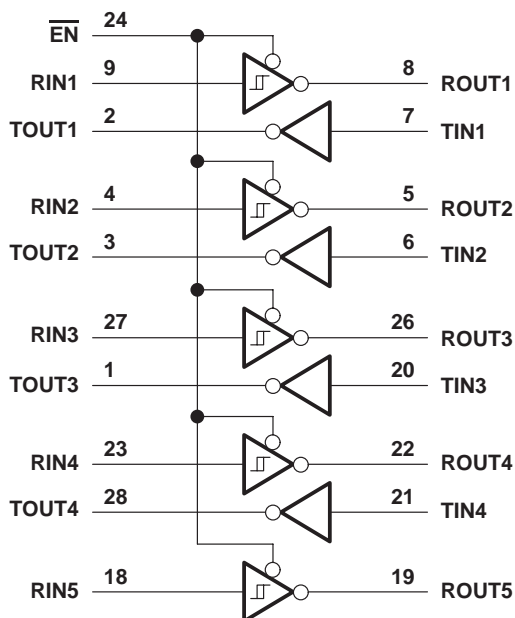 EN 24
RIN1 9 8 ROUT1
TOUT1 2 7 TIN1
RIN2 4 5 ROUT2
TOUT2 3 6 TIN2
RIN3 27 26 ROUT3
TOUT3 1 20 TIN3
RIN4 23 22 ROUT4
TOUT4 28 21 TIN4
RIN5 18 19 ROUT5